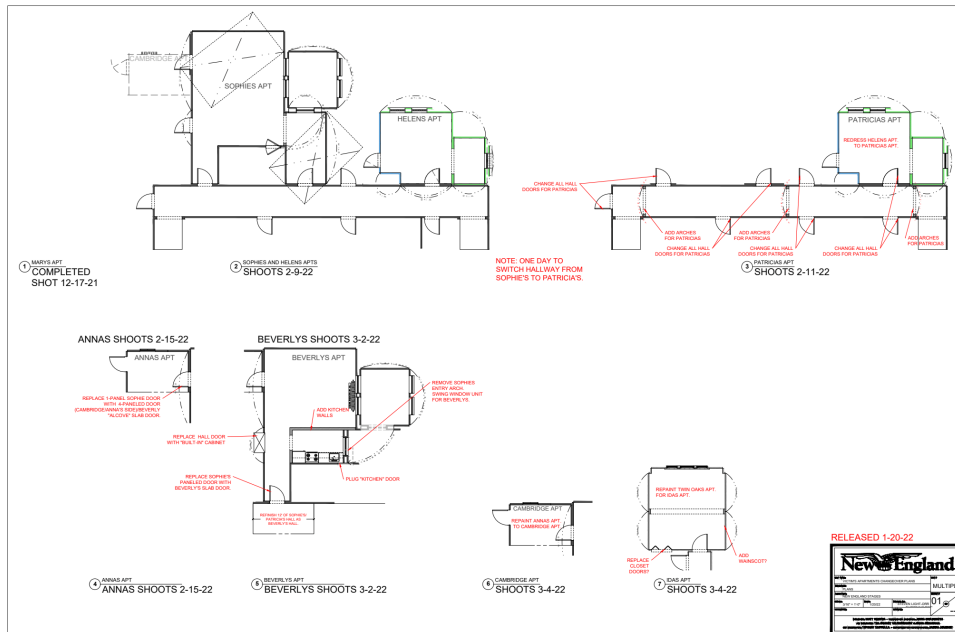 CAMBRIDGE APT
SOPHIES APT
HELENS APT
PATRICIAS APT
REDRESS HELENS APT.
TO PATRICIAS APT.
CHANGE ALL HALL
DOORS FOR PATRICIAS
ADD ARCHES
FOR PATRICIAS
ADD ARCHES
FOR PATRICIAS
ADD ARCHES
FOR PATRICIAS
CHANGE ALL HALL
DOORS FOR PATRICIAS
CHANGE ALL HALL
DOORS FOR PATRICIAS
CHANGE ALL HALL
DOORS FOR PATRICIAS
1 MARYS APT
COMPLETED
SHOT 12-17-21
2 SOPHIES AND HELENS APTS
SHOOTS 2-9-22
NOTE: ONE DAY TO
SWITCH HALLWAY FROM
SOPHIE'S TO PATRICIA'S.
3 PATRICIAS APT
SHOOTS 2-11-22
ANNAS SHOOTS 2-15-22
ANNAS APT
REPLACE 1-PANEL SOPHIE DOOR
WITH 4-PANELED DOOR
(CAMBRIDGE/ANNA'S SIDE)/BEVERLY
"ALCOVE" SLAB DOOR.
BEVERLYS SHOOTS 3-2-22
BEVERLYS APT
REMOVE SOPHIES
ENTRY ARCH.
SWING WINDOW UNIT
FOR BEVERLYS.
ADD KITCHEN
WALLS
REPLACE HALL DOOR
WITH "BUILT-IN" CABINET
PLUG "KITCHEN" DOOR
REPLACE SOPHIE'S
PANELED DOOR WITH
BEVERLY'S SLAB DOOR.
BEVERLY'S HALL
CAMBRIDGE APT
REPAINT ANNAS APT.
TO CAMBRIDGE APT.
REPAINT TWIN OAKS APT.
FOR IDAS APT.
REPLACE
CLOSET
DOORS?
ADD
WAINSCOT?
4 ANNAS APT
ANNAS SHOOTS 2-15-22
5 BEVERLYS APT
BEVERLYS SHOOTS 3-2-22
6 CAMBRIDGE APT
SHOOTS 3-4-22
7 IDAS APT
SHOOTS 3-4-22
RELEASED 1-20-22
New England
PLANS
NEW ENGLAND STAGES
01